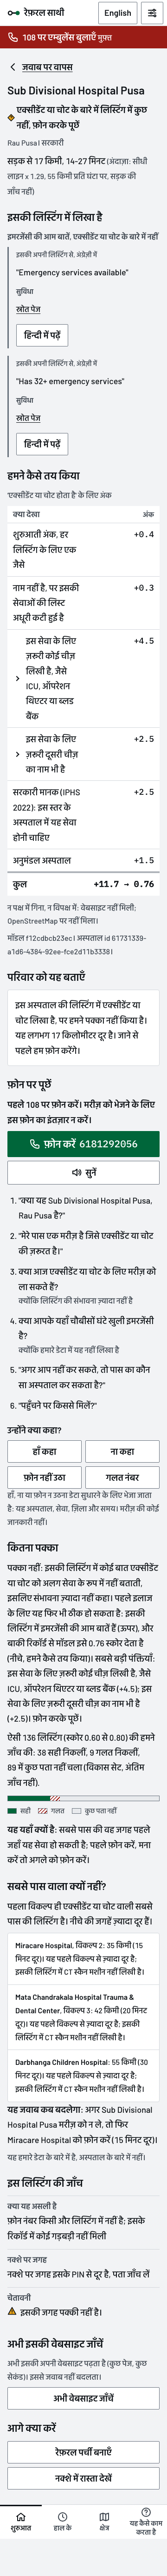 रेफ़रल साथी
English
108 पर एम्बुलेंस बुलाएँ मुफ़्त
जवाब पर वापस
Sub Divisional Hospital Pusa
एक्सीडेंट या चोट के बारे में लिस्टिंग में कुछ
नहीं, फ़ोन करके पूछें
Rau Pusa। सरकारी
सड़क से 17 किमी, 14-27 मिनट (अंदाज़ा: सीधी
लाइन x 1.29, 55 किमी प्रति घंटा पर, सड़क की
जाँच नहीं)
इसकी लिस्टिंग में लिखा है
इमरजेंसी की आम बातें, एक्सीडेंट या चोट के बारे में नहीं
इसकी अपनी लिस्टिंग से, अंग्रेज़ी में
"Emergency services available"
सुविधा
स्रोत पेज
हिन्दी में पढ़ें
इसकी अपनी लिस्टिंग से, अंग्रेज़ी में
"Has 32+ emergency services"
सुविधा
स्रोत पेज
हिन्दी में पढ़ें
हमने कैसे तय किया
'एक्सीडेंट या चोट होता है' के लिए अंक
क्या देखा अंक
शुरुआती अंक, हर
लिस्टिंग के लिए एक
जैसे +0.4
नाम नहीं है, पर इसकी
सेवाओं की लिस्ट
अधूरी कटी हुई है +0.3
इस सेवा के लिए
ज़रूरी कोई चीज़
लिखी है, जैसे
ICU, ऑपरेशन
थिएटर या ब्लड
बैंक +4.5
इस सेवा के लिए
ज़रूरी दूसरी चीज़
का नाम भी है +2.5
सरकारी मानक (IPHS
2022): इस स्तर के
अस्पताल में यह सेवा
होनी चाहिए +2.5
अनुमंडल अस्पताल +1.5
कुल +11.7 → 0.76
न पक्ष में गिना, न विपक्ष में: वेबसाइट नहीं मिली;
OpenStreetMap पर नहीं मिला।
मॉडल f12cdbcb23ec। अस्पताल id 61731339-
a1d6-4384-92ee-fce2d11b3338।
परिवार को यह बताएँ
इस अस्पताल की लिस्टिंग में एक्सीडेंट या
चोट लिखा है, पर हमने पक्का नहीं किया है।
यह लगभग 17 किलोमीटर दूर है। जाने से
पहले हम फ़ोन करेंगे।
फ़ोन पर पूछें
पहले 108 पर फ़ोन करें। मरीज़ को भेजने के लिए
इस फ़ोन का इंतज़ार न करें।
फ़ोन करें 6181292056
सुनें
1. "क्या यह Sub Divisional Hospital Pusa,
Rau Pusa है?"
2. "मेरे पास एक मरीज़ है जिसे एक्सीडेंट या चोट
की ज़रूरत है।"
3. क्या आज एक्सीडेंट या चोट के लिए मरीज़ को
ला सकते हैं?
क्योंकि लिस्टिंग की संभावना ज़्यादा नहीं है
4. क्या आपके यहाँ चौबीसों घंटे खुली इमरजेंसी
है?
क्योंकि हमारे डेटा में यह नहीं लिखा है
5. "अगर आप नहीं कर सकते, तो पास का कौन
सा अस्पताल कर सकता है?"
6. "पहुँचने पर किससे मिलें?"
उन्होंने क्या कहा?
हाँ कहा
ना कहा
फ़ोन नहीं उठा
गलत नंबर
हाँ, ना या फ़ोन न उठना डेटा सुधारने के लिए भेजा जाता
है: यह अस्पताल, सेवा, ज़िला और समय। मरीज़ की कोई
जानकारी नहीं।
कितना पक्का
पक्का नहीं: इसकी लिस्टिंग में कोई बात एक्सीडेंट
या चोट को अलग सेवा के रूप में नहीं बताती,
इसलिए संभावना ज़्यादा नहीं कहा। पहले इलाज
के लिए यह फिर भी ठीक हो सकता है: इसकी
लिस्टिंग में इमरजेंसी की आम बातें हैं (ऊपर), और
बाकी रिकॉर्ड से मॉडल इसे 0.76 स्कोर देता है
(नीचे, हमने कैसे तय किया)। सबसे बड़ी पंक्तियाँ:
इस सेवा के लिए ज़रूरी कोई चीज़ लिखी है, जैसे
ICU, ऑपरेशन थिएटर या ब्लड बैंक (+4.5); इस
सेवा के लिए ज़रूरी दूसरी चीज़ का नाम भी है
(+2.5)। फ़ोन करके पूछें।
ऐसी 136 लिस्टिंग (स्कोर 0.60 से 0.80) की हमने
जाँच की: 38 सही निकलीं, 9 गलत निकलीं,
89 में कुछ पता नहीं चला (विकास सेट, अंतिम
जाँच नहीं).
सही गलत कुछ पता नहीं
यह यहाँ क्यों है: सबसे पास की वह जगह पहले
जहाँ यह सेवा हो सकती है; पहले फ़ोन करें, मना
करें तो अगले को फ़ोन करें।
सबसे पास वाला क्यों नहीं?
पहला विकल्प ही एक्सीडेंट या चोट वाली सबसे
पास की लिस्टिंग है। नीचे की जगहें ज़्यादा दूर हैं।
Miracare Hospital, विकल्प 2: 35 किमी (15
मिनट दूर)। यह पहले विकल्प से ज़्यादा दूर है;
इसकी लिस्टिंग में CT स्कैन मशीन नहीं लिखी है।
Mata Chandrakala Hospital Trauma &
Dental Center, विकल्प 3: 42 किमी (20 मिनट
दूर)। यह पहले विकल्प से ज़्यादा दूर है; इसकी
लिस्टिंग में CT स्कैन मशीन नहीं लिखी है।
Darbhanga Children Hospital: 55 किमी (30
मिनट दूर)। यह पहले विकल्प से ज़्यादा दूर है;
इसकी लिस्टिंग में CT स्कैन मशीन नहीं लिखी है।
यह जवाब कब बदलेगा: अगर Sub Divisional
Hospital Pusa मरीज़ को न ले, तो फिर
Miracare Hospital को फ़ोन करें (15 मिनट दूर)।
यह हमारे डेटा के बारे में है, अस्पताल के बारे में नहीं।
इस लिस्टिंग की जाँच
क्या यह असली है
फ़ोन नंबर किसी और लिस्टिंग में नहीं है; इसके
रिकॉर्ड में कोई गड़बड़ी नहीं मिली
नक्शे पर जगह
नक्शे पर जगह इसके PIN से दूर है, पता जाँच लें
चेतावनी
इसकी जगह पक्की नहीं है।
अभी इसकी वेबसाइट जाँचें
अभी इसकी अपनी वेबसाइट पढ़ता है (कुछ पेज, कुछ
सेकंड)। इससे जवाब नहीं बदलता।
अभी वेबसाइट जाँचें
आगे क्या करें
रेफ़रल पर्ची बनाएँ
नक्शे में रास्ता देखें
शुरुआत
हाल के
क्षेत्र
यह कैसे काम
करता है